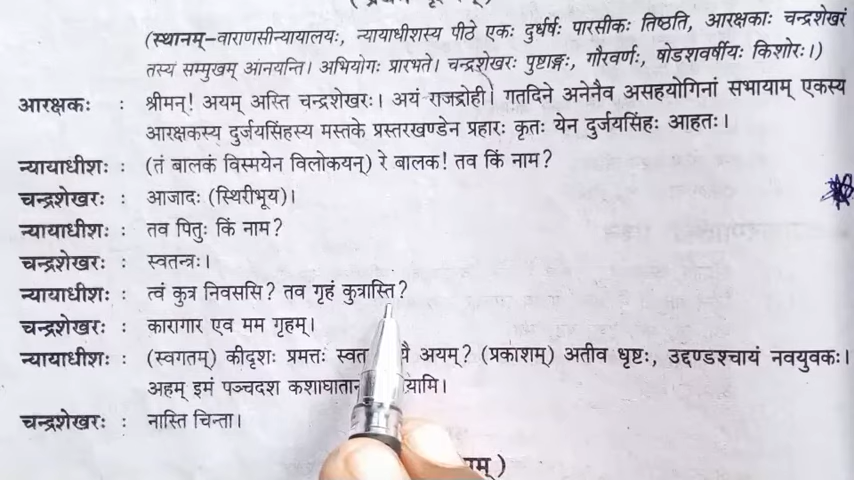 (स्थानम्–वाराणसीन्यायालयः, न्यायाधीशस्य पीठे एकः दुर्धर्षः पारसीकः तिष्ठति, आरक्षकाः चन्द्रशेखरं
तस्य सम्मुखम् आनयन्ति। अभियोगः प्रारभते। चन्द्रशेखरः पुष्टाङ्गः, गौरवर्णः, षोडशवर्षीयः किशोरः।)
आरक्षकः : श्रीमन्! अयम् अस्ति चन्द्रशेखरः। अयं राजद्रोही। गतदिने अनेनैव असहयोगिनां सभायाम् एकस्य
आरक्षकस्य दुर्जयसिंहस्य मस्तके प्रस्तरखण्डेन प्रहारः कृतः येन दुर्जयसिंहः आहतः।
न्यायाधीशः : (तं बालकं विस्मयेन विलोकयन्) रे बालक! तव किं नाम?
चन्द्रशेखरः : आजादः (स्थिरीभूय)।
न्यायाधीशः : तव पितुः किं नाम?
चन्द्रशेखरः : स्वतन्त्रः।
न्यायाधीशः : त्वं कुत्र निवससि? तव गृहं कुत्रास्ति?
चन्द्रशेखरः : कारागार एव मम गृहम्।
न्यायाधीशः : (स्वगतम्) कीदृशः प्रमत्तः अयम्? (प्रकाशम्) अतीव धृष्टः, उद्दण्डश्चायं नवयुवकः।
अहम् इमं पञ्चदश
चन्द्रशेखरः : नास्ति चिन्ता।